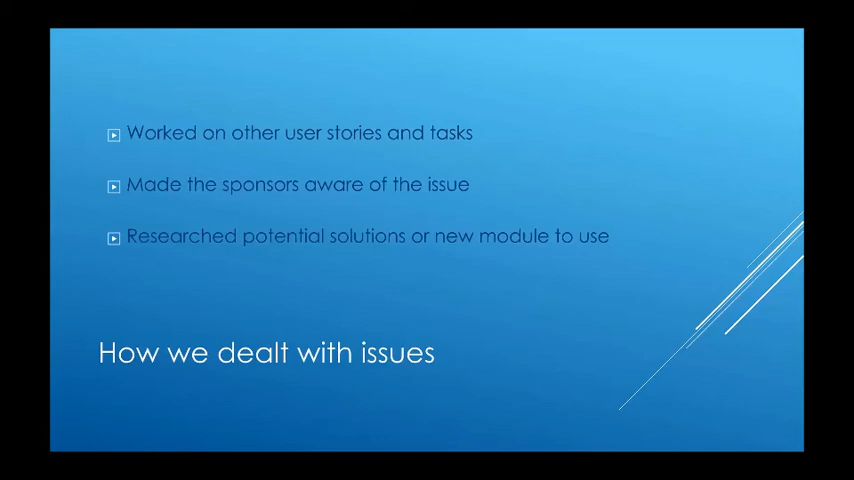 Worked on other user stories and tasks
Made the sponsors aware of the issue
Researched potential solutions or new module to use
How we dealt with issues